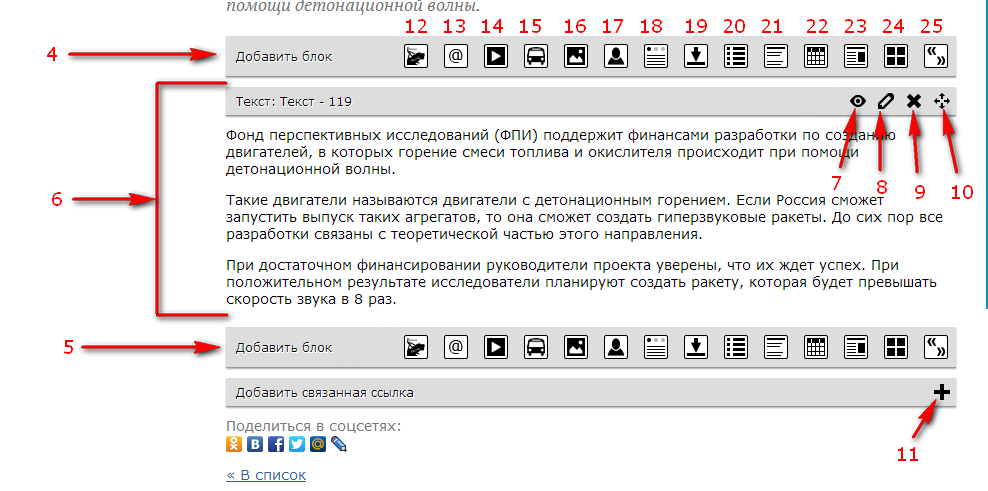 помощи детонационной волны.
12 13 14 15 16 17 18 19 20 21 22 23 24 25
4
Добавить блок @
Текст: Текст - 119
Фонд перспективных исследований (ФПИ) поддержит финансами разработки по созданию
двигателей, в которых горение смеси топлива и окислителя происходит при помощи
детонационной волны.
7 8 9 10
6
Такие двигатели называются двигатели с детонационным горением. Если Россия сможет
запустить выпуск таких агрегатов, то она сможет создать гиперзвуковые ракеты. До сих пор все
разработки связаны с теоретической частью этого направления.
При достаточном финансировании руководители проекта уверены, что их ждет успех. При
положительном результате исследователи планируют создать ракету, которая будет превышать
скорость звука в 8 раз.
5
Добавить блок @
Добавить связанная ссылка
11
Поделиться в соцсетях:
« В список